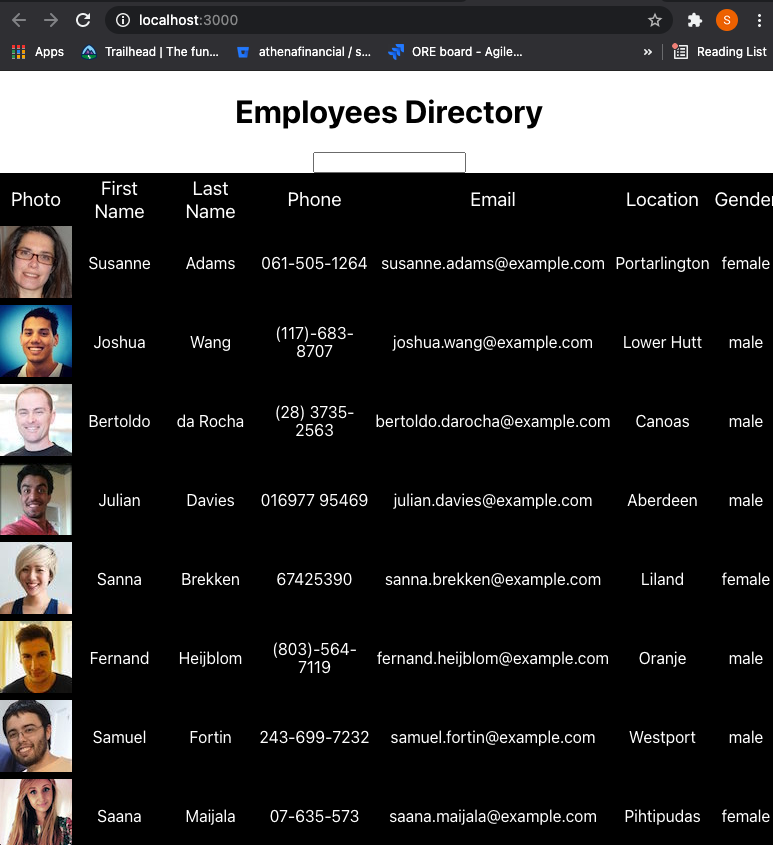 localhost:3000
S
Apps Trailhead | The fun... athenafinancial / s... ORE board - Agile... » Reading List
Employees Directory
Photo First Name Last Name Phone Email Location Gender
Susanne Adams 061-505-1264 susanne.adams@example.com Portarlington female
Joshua Wang (117)-683-8707 joshua.wang@example.com Lower Hutt male
Bertoldo da Rocha (28) 3735-2563 bertoldo.darocha@example.com Canoas male
Julian Davies 016977 95469 julian.davies@example.com Aberdeen male
Sanna Brekken 67425390 sanna.brekken@example.com Liland female
Fernand Heijblom (803)-564-7119 fernand.heijblom@example.com Oranje male
Samuel Fortin 243-699-7232 samuel.fortin@example.com Westport male
Saana Maijala 07-635-573 saana.maijala@example.com Pihtipudas female